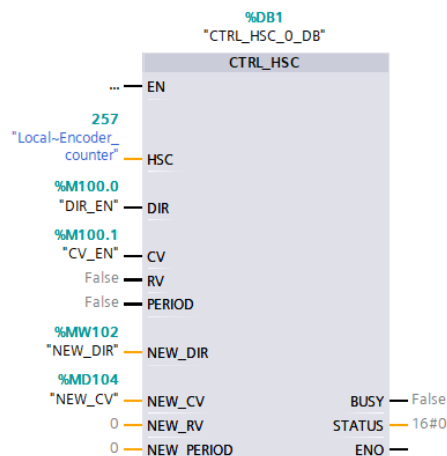 %DB1
"CTRL_HSC_0_DB"
CTRL_HSC
... EN
257
"Local~Encoder_
counter" HSC
%M100.0
"DIR_EN" DIR
%M100.1
"CV_EN" CV
False RV
False PERIOD
%MW102
"NEW_DIR" NEW_DIR
%MD104
"NEW_CV" NEW_CV BUSY False
0 NEW_RV STATUS 16#0
0 NEW_PERIOD ENO